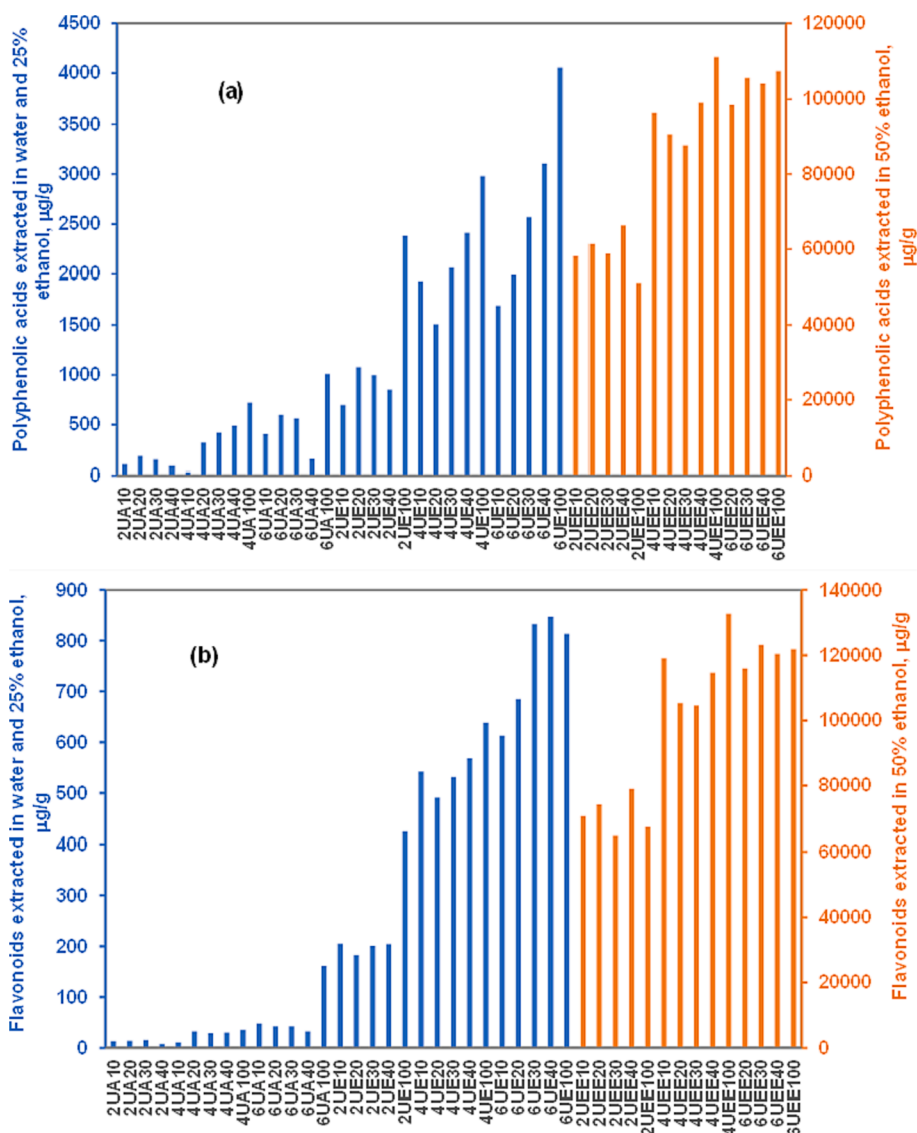 Polyphenolic acids extracted in water and 25%
ethanol, µg/g
4500
4000
3500
3000
2500
2000
1500
1000
500
0
(a)
120000
100000
80000
60000
40000
20000
0
Polyphenolic acids extracted in 50% ethanol,
µg/g
2UA10
2UA20
2UA30
2UA40
4UA10
4UA20
4UA30
4UA40
4UA100
6UA10
6UA20
6UA30
6UA40
6UA100
2UE10
2UE20
2UE30
2UE40
2UE100
4UE10
4UE20
4UE30
4UE40
4UE100
6UE10
6UE20
6UE30
6UE40
6UE100
2UEE10
2UEE20
2UEE30
2UEE40
2UEE100
4UEE10
4UEE20
4UEE30
4UEE40
4UEE100
6UEE20
6UEE30
6UEE40
6UEE100
Flavonoids extracted in water and 25% ethanol,
µg/g
900
800
700
600
500
400
300
200
100
0
(b)
140000
120000
100000
80000
60000
40000
20000
0
Flavonoids extracted in 50% ethanol, µg/g
2UA10
2UA20
2UA30
2UA40
4UA10
4UA20
4UA30
4UA40
4UA100
6UA10
6UA20
6UA30
6UA40
6UA100
2UE10
2UE20
2UE30
2UE40
2UE100
4UE10
4UE20
4UE30
4UE40
4UE100
6UE10
6UE20
6UE30
6UE40
6UE100
2UEE10
2UEE20
2UEE30
2UEE40
2UEE100
4UEE10
4UEE20
4UEE30
4UEE40
4UEE100
6UEE20
6UEE30
6UEE40
6UEE100